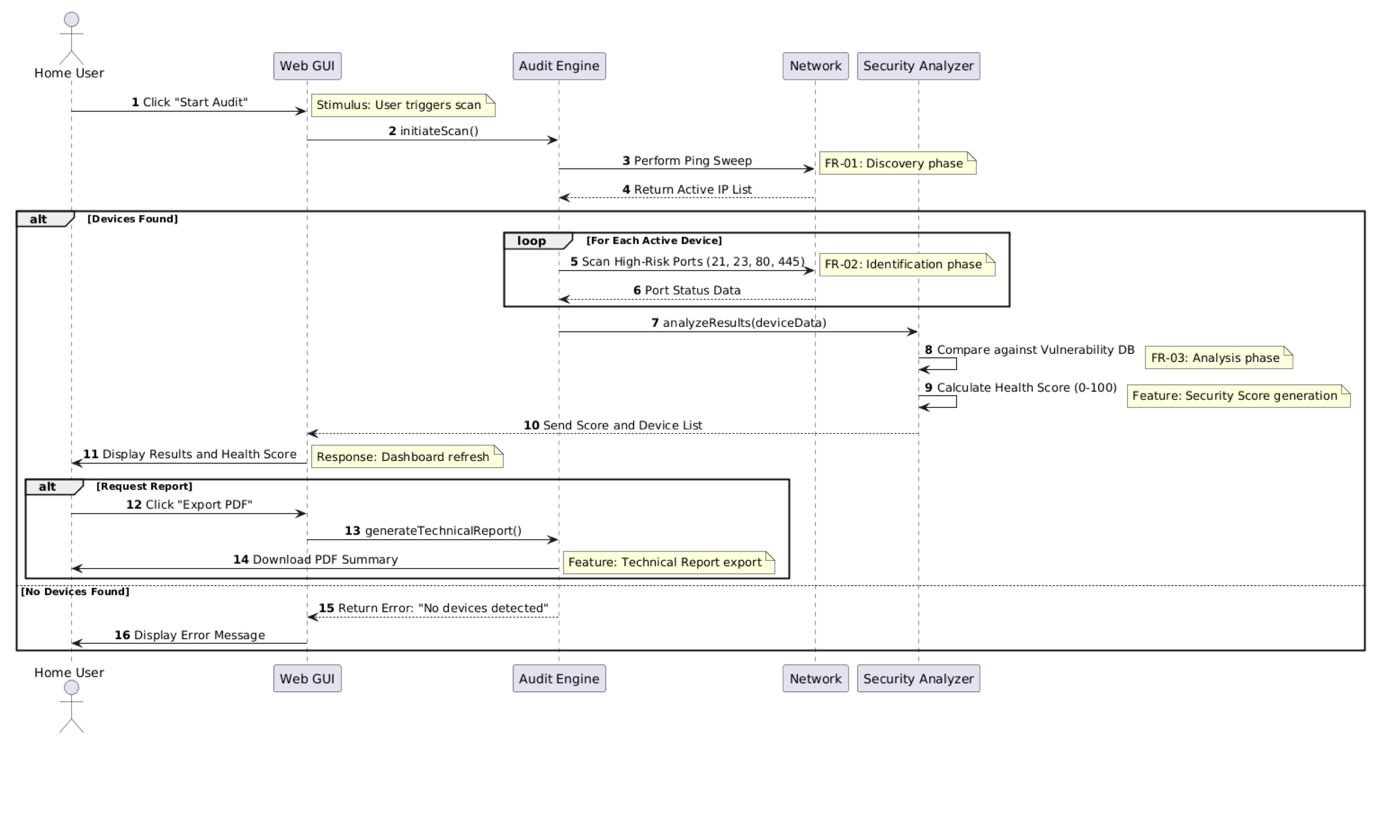 Home User
Web GUI
Audit Engine
Network
Security Analyzer
1 Click "Start Audit"
Stimulus: User triggers scan
2 initiateScan()
3 Perform Ping Sweep
FR-01: Discovery phase
4 Return Active IP List
alt [Devices Found]
loop [For Each Active Device]
5 Scan High-Risk Ports (21, 23, 80, 445)
FR-02: Identification phase
6 Port Status Data
7 analyzeResults(deviceData)
8 Compare against Vulnerability DB
FR-03: Analysis phase
9 Calculate Health Score (0-100)
Feature: Security Score generation
10 Send Score and Device List
11 Display Results and Health Score
Response: Dashboard refresh
alt [Request Report]
12 Click "Export PDF"
13 generateTechnicalReport()
14 Download PDF Summary
Feature: Technical Report export
[No Devices Found]
15 Return Error: "No devices detected"
16 Display Error Message
Home User
Web GUI
Audit Engine
Network
Security Analyzer